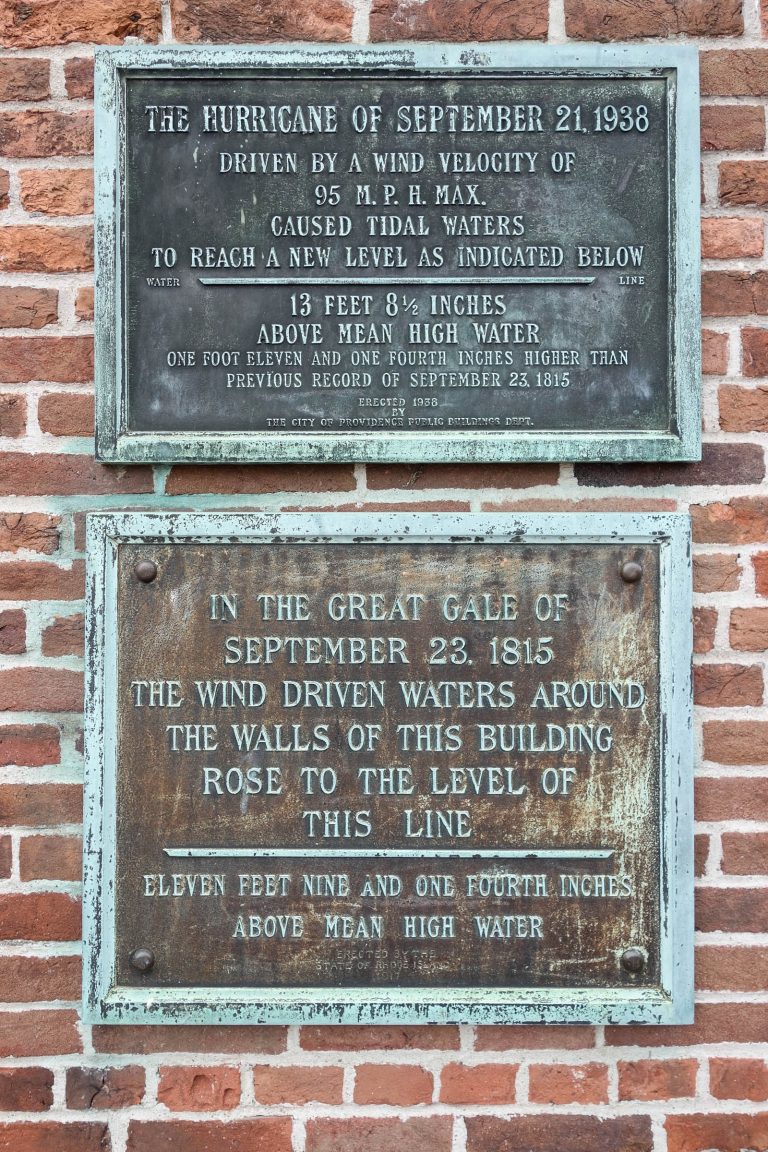 THE HURRICANE OF SEPTEMBER 21, 1938
DRIVEN BY A WIND VELOCITY OF
95 M. P. H. MAX.
CAUSED TIDAL WATERS
TO REACH A NEW LEVEL AS INDICATED BELOW
WATER LINE
13 FEET 8½ INCHES
ABOVE MEAN HIGH WATER
ONE FOOT ELEVEN AND ONE FOURTH INCHES HIGHER THAN
PREVIOUS RECORD OF SEPTEMBER 23, 1815
ERECTED 1938
BY
THE CITY OF PROVIDENCE PUBLIC BUILDINGS DEPT.
IN THE GREAT GALE OF
SEPTEMBER 23, 1815
THE WIND DRIVEN WATERS AROUND
THE WALLS OF THIS BUILDING
ROSE TO THE LEVEL OF
THIS LINE
ELEVEN FEET NINE AND ONE FOURTH INCHES
ABOVE MEAN HIGH WATER
ERECTED BY THE
STATE OF RHODE ISLAND